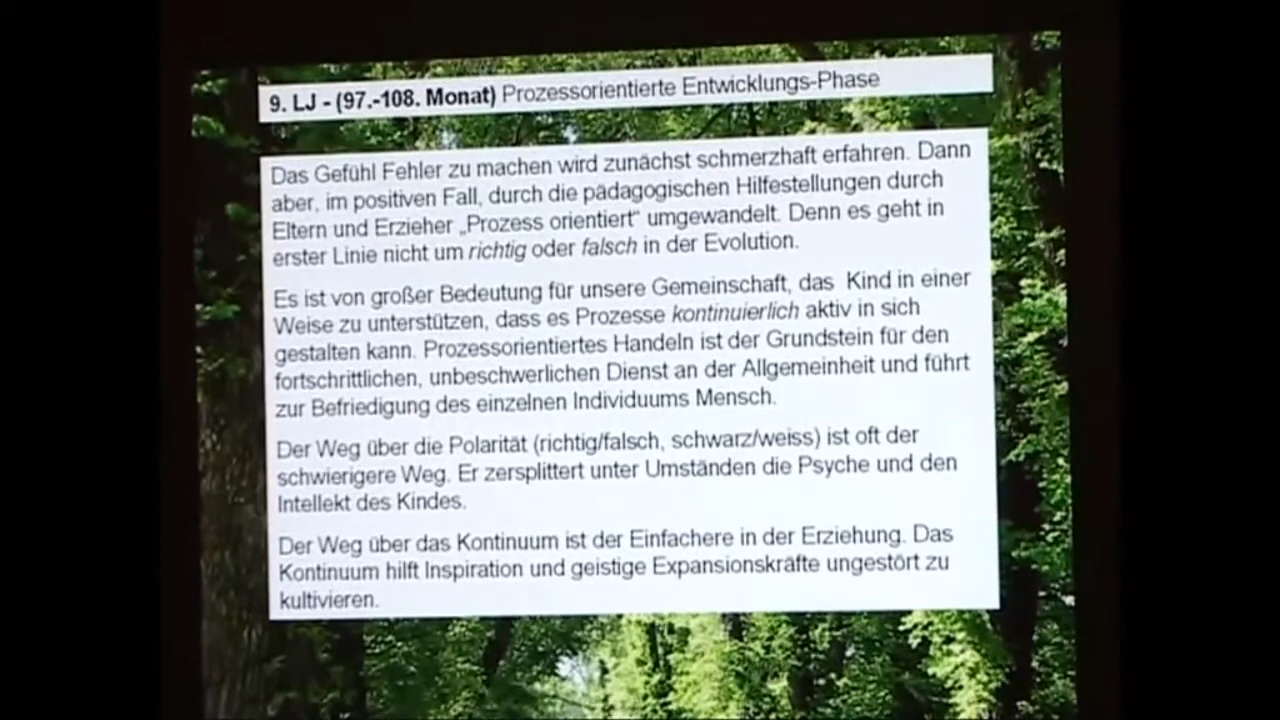 9. LJ - (97.-108. Monat) Prozessorientierte Entwicklungs-Phase
Das Gefühl Fehler zu machen wird zunächst schmerzhaft erfahren. Dann
aber, im positiven Fall, durch die pädagogischen Hilfestellungen durch
Eltern und Erzieher „Prozess orientiert“ umgewandelt. Denn es geht in
erster Linie nicht um richtig oder falsch in der Evolution.
Es ist von großer Bedeutung für unsere Gemeinschaft, das Kind in einer
Weise zu unterstützen, dass es Prozesse kontinuierlich aktiv in sich
gestalten kann. Prozessorientiertes Handeln ist der Grundstein für den
fortschrittlichen, unbeschwerlichen Dienst an der Allgemeinheit und führt
zur Befriedigung des einzelnen Individuums Mensch.
Der Weg über die Polarität (richtig/falsch, schwarz/weiss) ist oft der
schwierigere Weg. Er zersplittert unter Umständen die Psyche und den
Intellekt des Kindes.
Der Weg über das Kontinuum ist der Einfachere in der Erziehung. Das
Kontinuum hilft Inspiration und geistige Expansionskräfte ungestört zu
kultivieren.